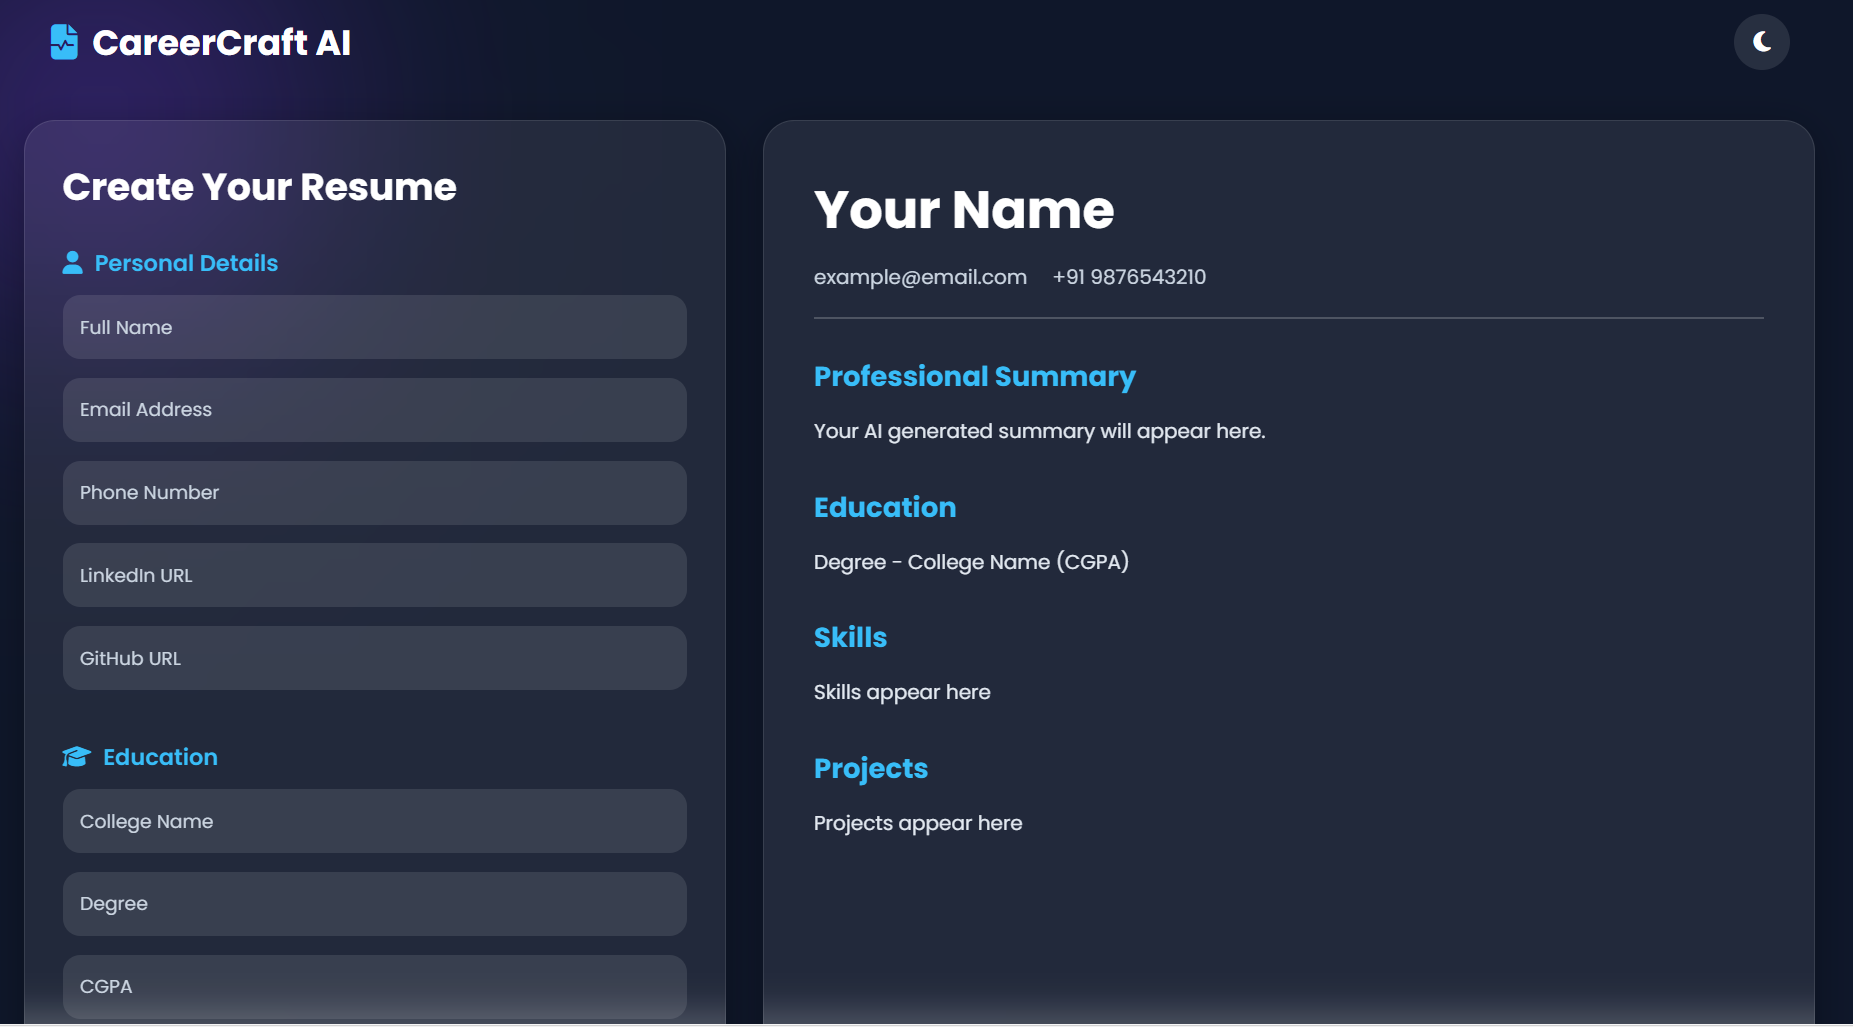 CareerCraft AI
Create Your Resume
Personal Details
Full Name
Email Address
Phone Number
LinkedIn URL
GitHub URL
Education
College Name
Degree
CGPA
Your Name
example@email.com +91 9876543210
Professional Summary
Your AI generated summary will appear here.
Education
Degree - College Name (CGPA)
Skills
Skills appear here
Projects
Projects appear here